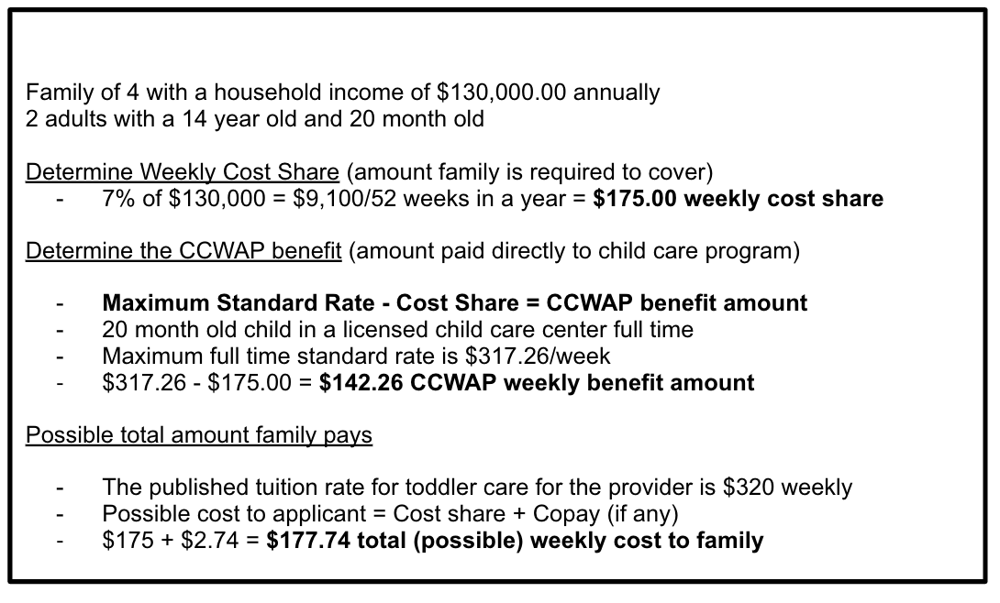 Family of 4 with a household income of $130,000.00 annually
2 adults with a 14 year old and 20 month old
Determine Weekly Cost Share (amount family is required to cover)
- 7% of $130,000 = $9,100/52 weeks in a year = $175.00 weekly cost share
Determine the CCWAP benefit (amount paid directly to child care program)
- Maximum Standard Rate - Cost Share = CCWAP benefit amount
- 20 month old child in a licensed child care center full time
- Maximum full time standard rate is $317.26/week
- $317.26 - $175.00 = $142.26 CCWAP weekly benefit amount
Possible total amount family pays
- The published tuition rate for toddler care for the provider is $320 weekly
- Possible cost to applicant = Cost share + Copay (if any)
- $175 + $2.74 = $177.74 total (possible) weekly cost to family